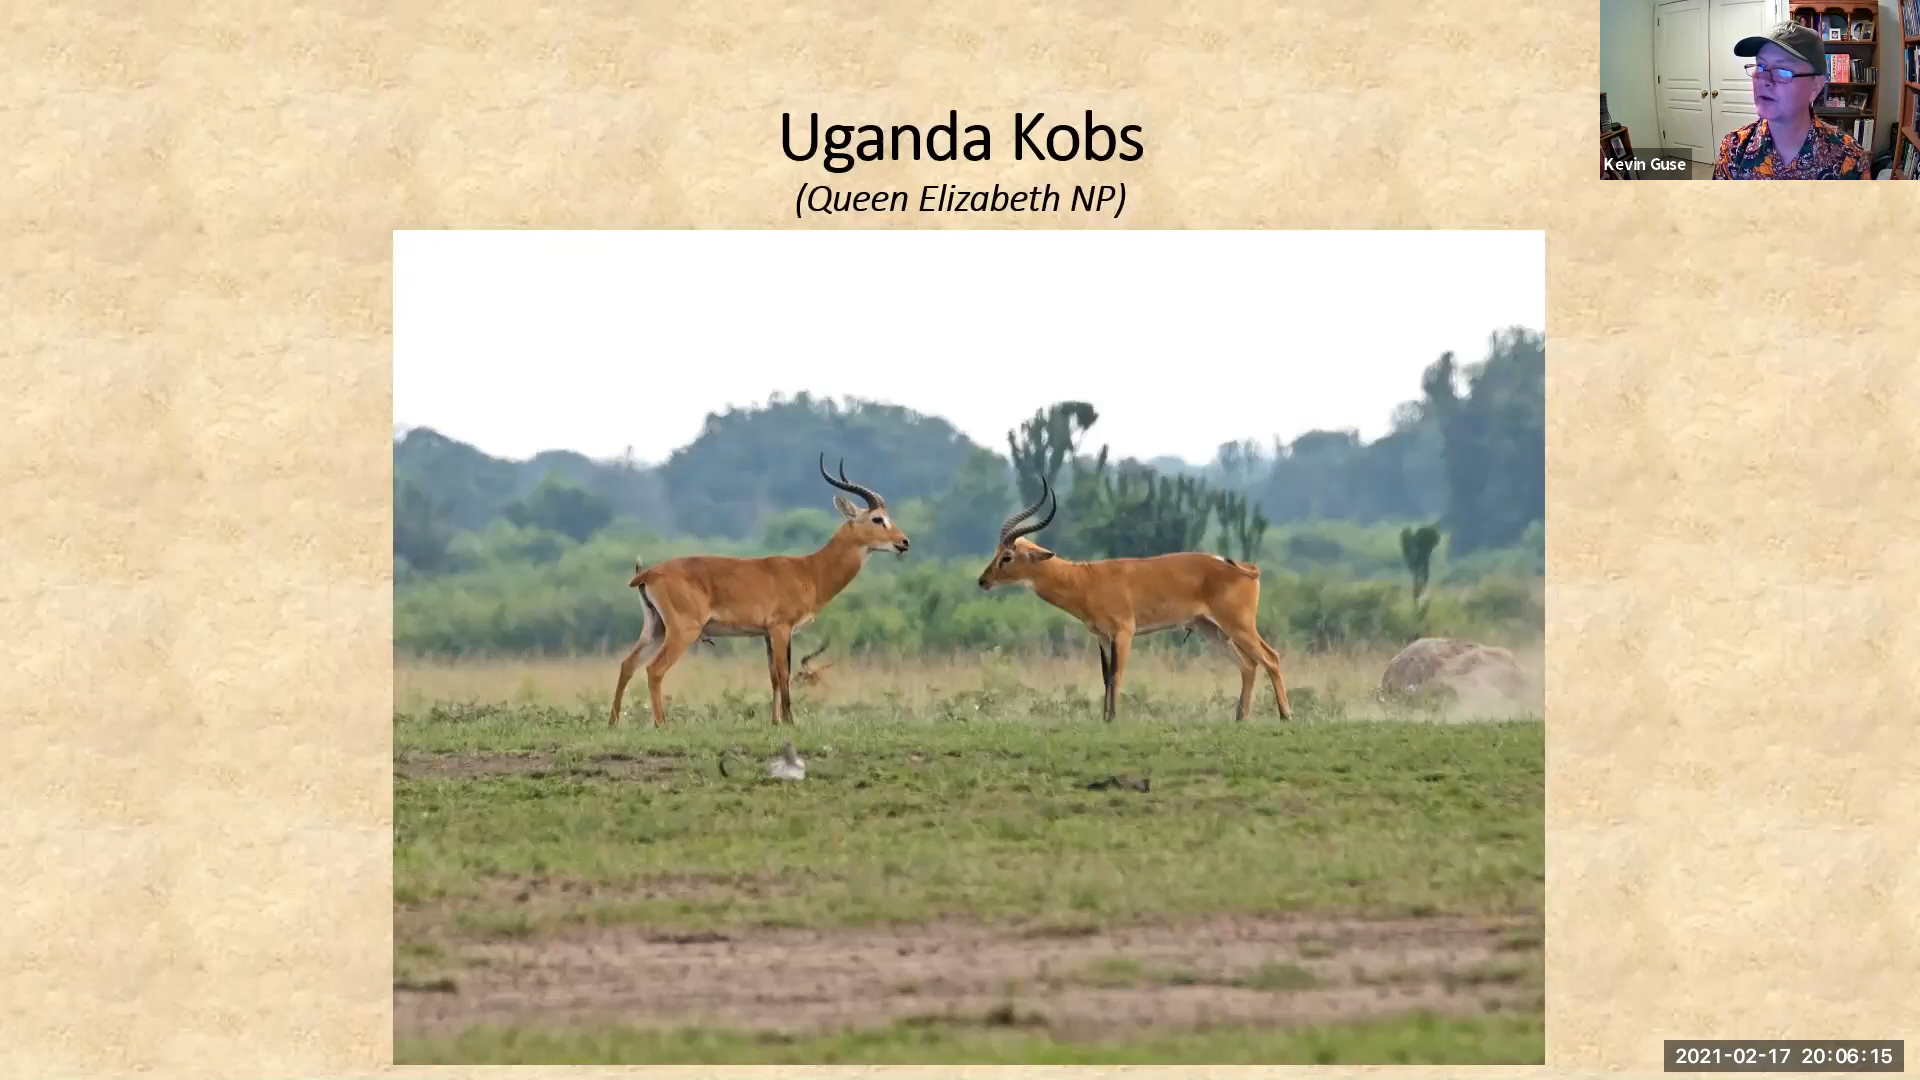 Uganda Kobs
(Queen Elizabeth NP)
Kevin Guse
2021-02-17 20:06:15